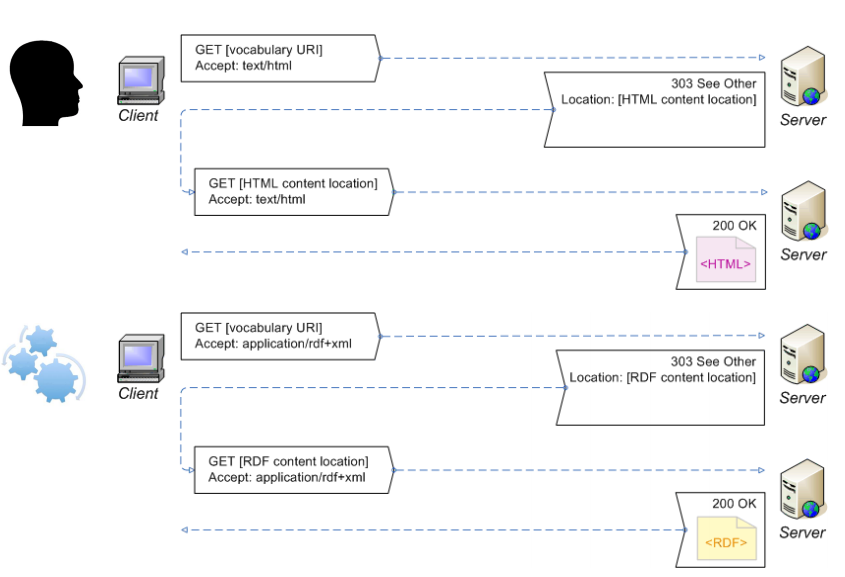 GET [vocabulary URI]
Accept: text/html
303 See Other
Location: [HTML content location]
Client
Server
GET [HTML content location]
Accept: text/html
200 OK
<HTML>
Server
GET [vocabulary URI]
Accept: application/rdf+xml
303 See Other
Location: [RDF content location]
Client
Server
GET [RDF content location]
Accept: application/rdf+xml
200 OK
<RDF>
Server